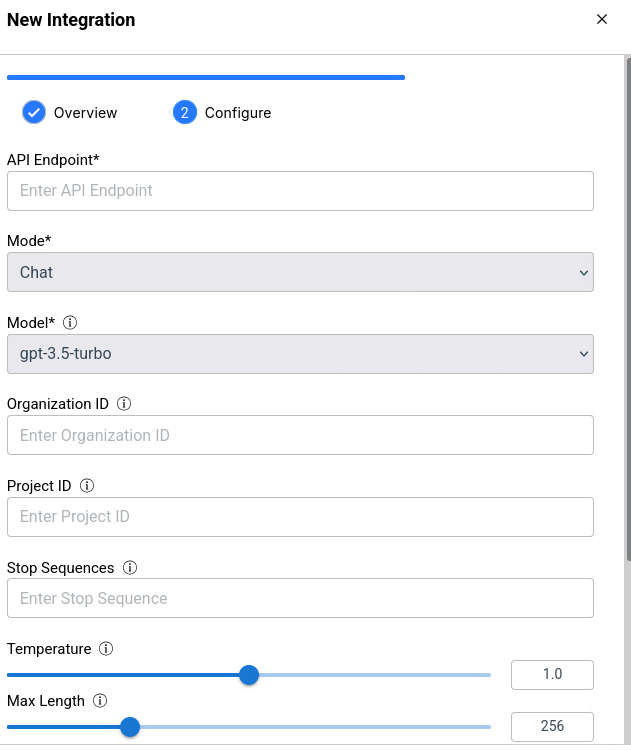 New Integration
Overview
2 Configure
API Endpoint*
Enter API Endpoint
Mode*
Chat
Model*
gpt-3.5-turbo
Organization ID
Enter Organization ID
Project ID
Enter Project ID
Stop Sequences
Enter Stop Sequence
Temperature
1.0
Max Length
256